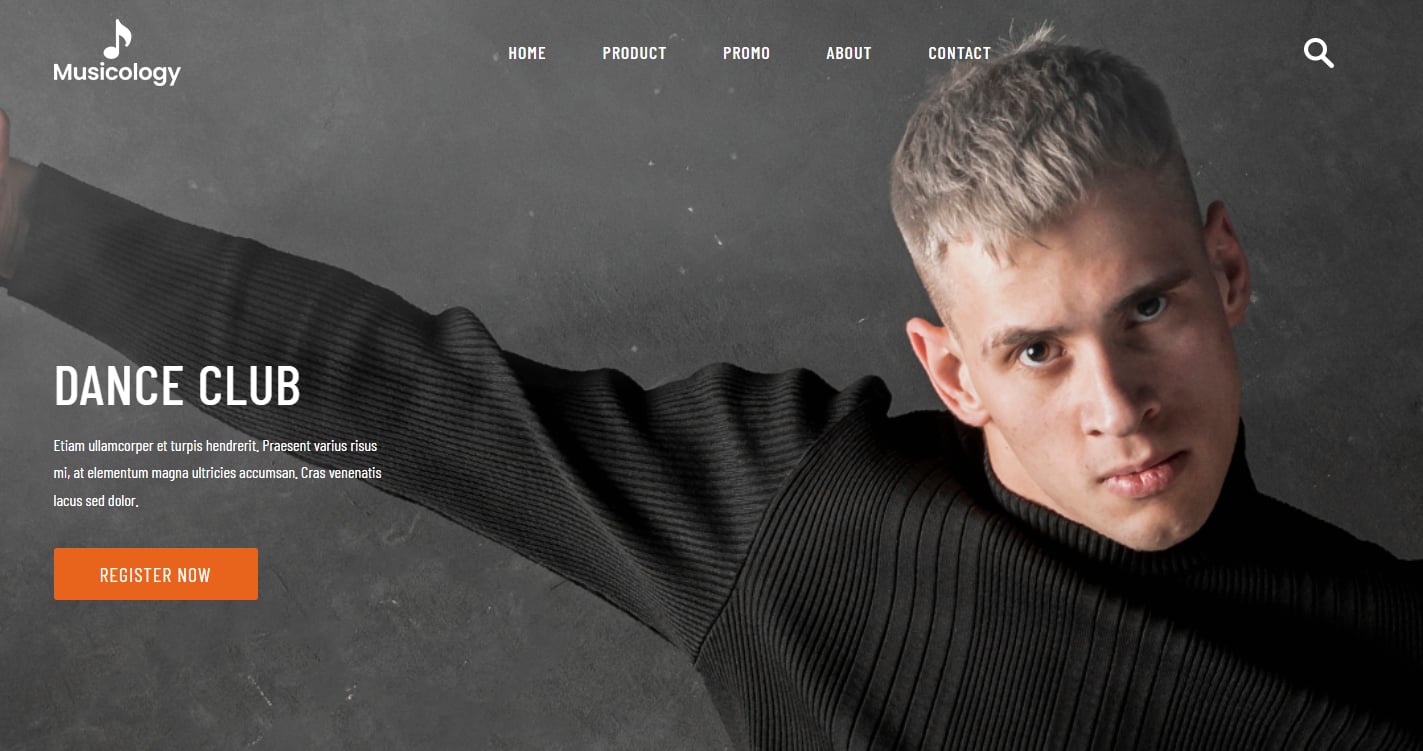 Musicology
HOME PRODUCT PROMO ABOUT CONTACT
DANCE CLUB
Etiam ullamcorper et turpis hendrerit. Praesent varius risus
mi, at elementum magna ultricies accumsan. Cras venenatis
lacus sed dolor.
REGISTER NOW